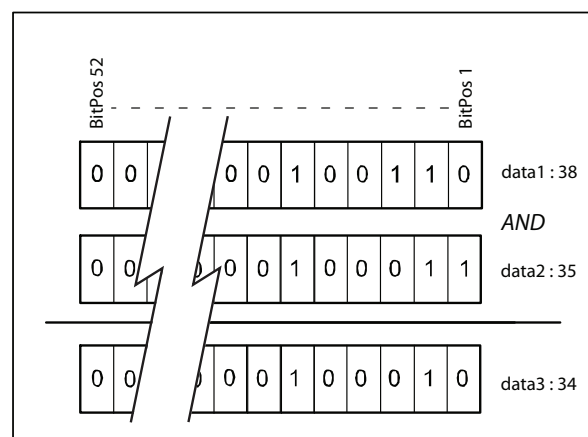 BitPos 52
BitPos 1
0 0 0 0 1 0 0 1 1 0 data1 : 38
AND
0 0 0 0 0 1 0 0 0 1 1 data2 : 35
0 0 0 0 0 1 0 0 0 1 0 data3 : 34